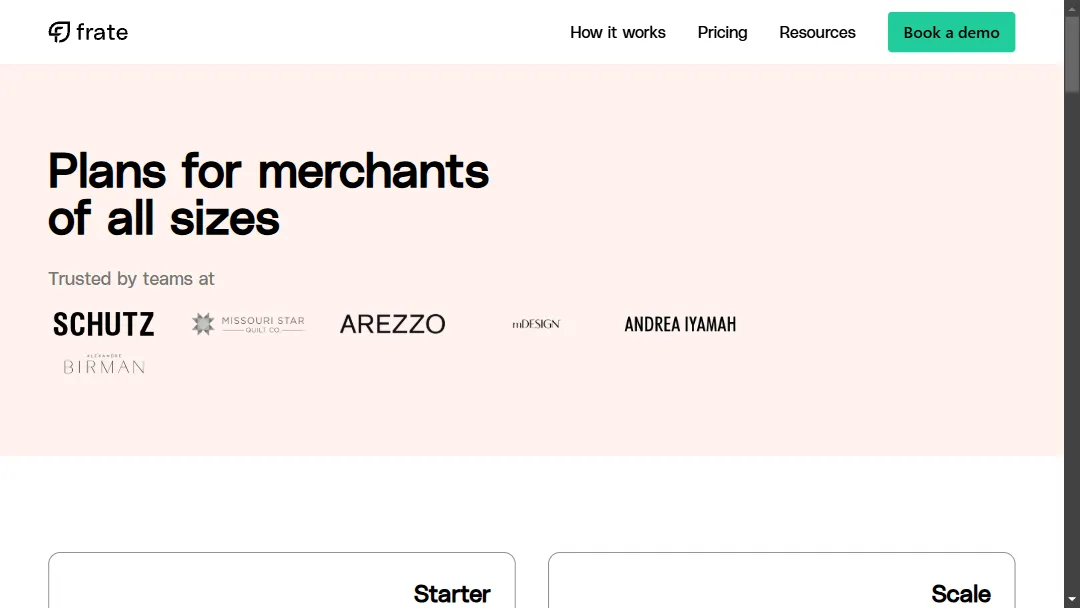 frate
How it works
Pricing
Resources
Book a demo
Plans for merchants
of all sizes
Trusted by teams at
SCHUTZ
MISSOURI STAR
QUILT CO.
AREZZO
mDESIGN
ANDREA IYAMAH
ALEXANDRE
BIRMAN
Starter
Scale